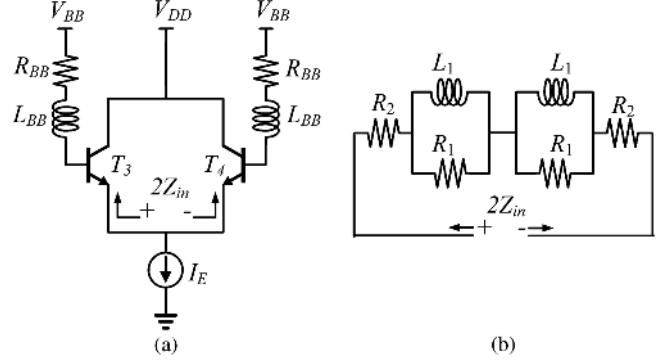 V_BB V_DD V_BB
R_BB R_BB
L_BB L_BB
T_3 T_4
2Z_in
+ -
I_E
(a)
L_1 L_1
R_2 R_2
R_1 R_1
2Z_in
+ -
(b)